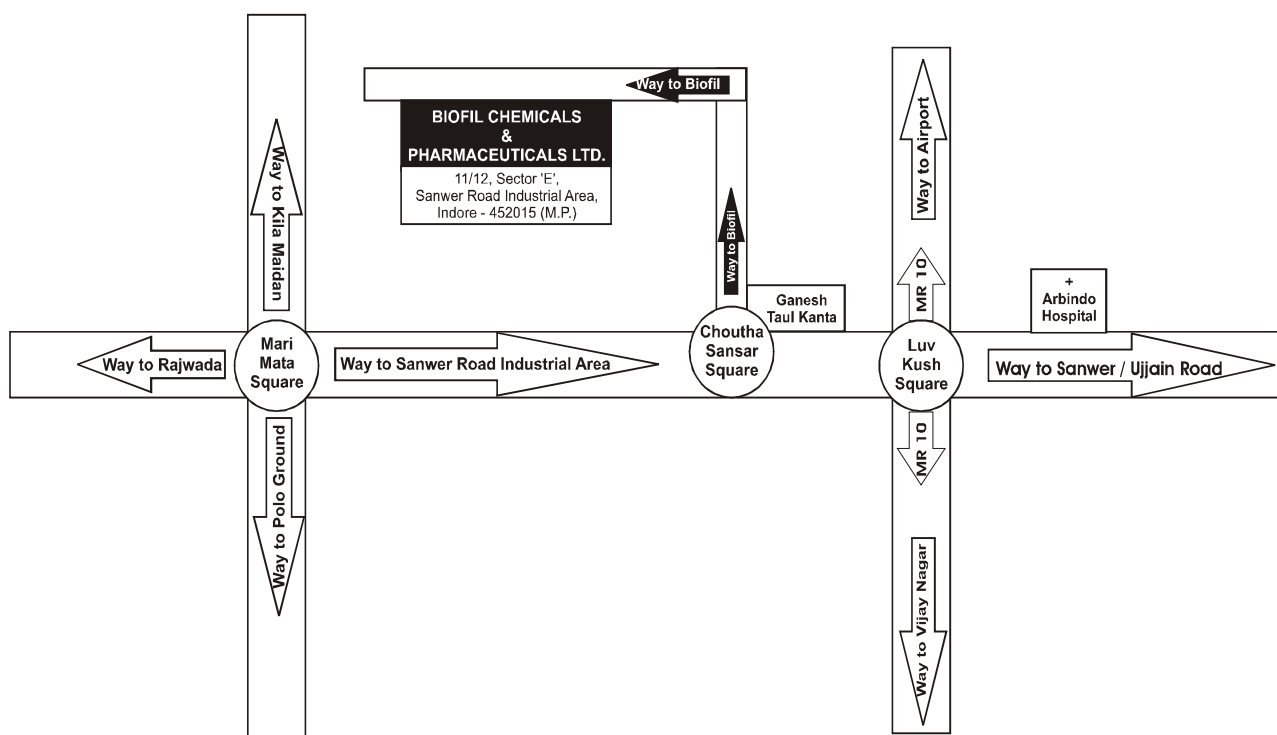 Way to Biofil
BIOFIL CHEMICALS
&
PHARMACEUTICALS LTD.
11/12, Sector 'E',
Sanwer Road Industrial Area,
Indore - 452015 (M.P.)
Way to Kila Maidan
Way to Biofil
Way to Airport
MR 10
Ganesh
Taul Kanta
+
Arbindo
Hospital
Way to Rajwada
Mari
Mata
Square
Way to Sanwer Road Industrial Area
Choutha
Sansar
Square
Luv
Kush
Square
Way to Sanwer / Ujjain Road
Way to Polo Ground
MR 10
Way to Vijay Nagar